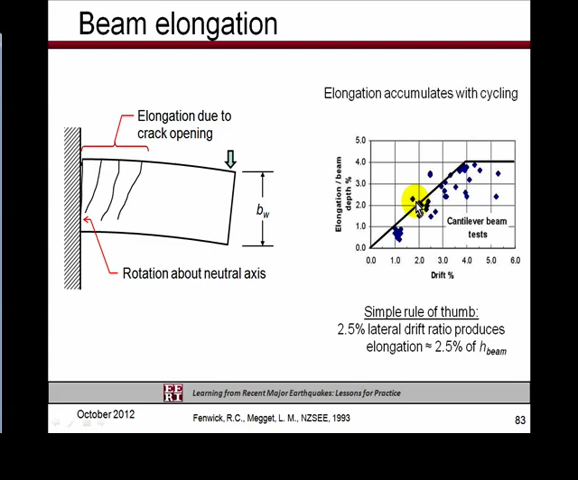 Beam elongation
Elongation accumulates with cycling
Elongation due to
crack opening
b_w
Rotation about neutral axis
Elongation / beam
depth %
5.0
4.0
3.0
2.0
1.0
0.0
Cantilever beam
tests
0.0 1.0 2.0 3.0 4.0 5.0 6.0
Drift %
Simple rule of thumb:
2.5% lateral drift ratio produces
elongation ≈ 2.5% of h_beam
EE
RI
Learning from Recent Major Earthquakes: Lessons for Practice
October 2012
Fenwick, R.C., Megget, L. M., NZSEE, 1993
83